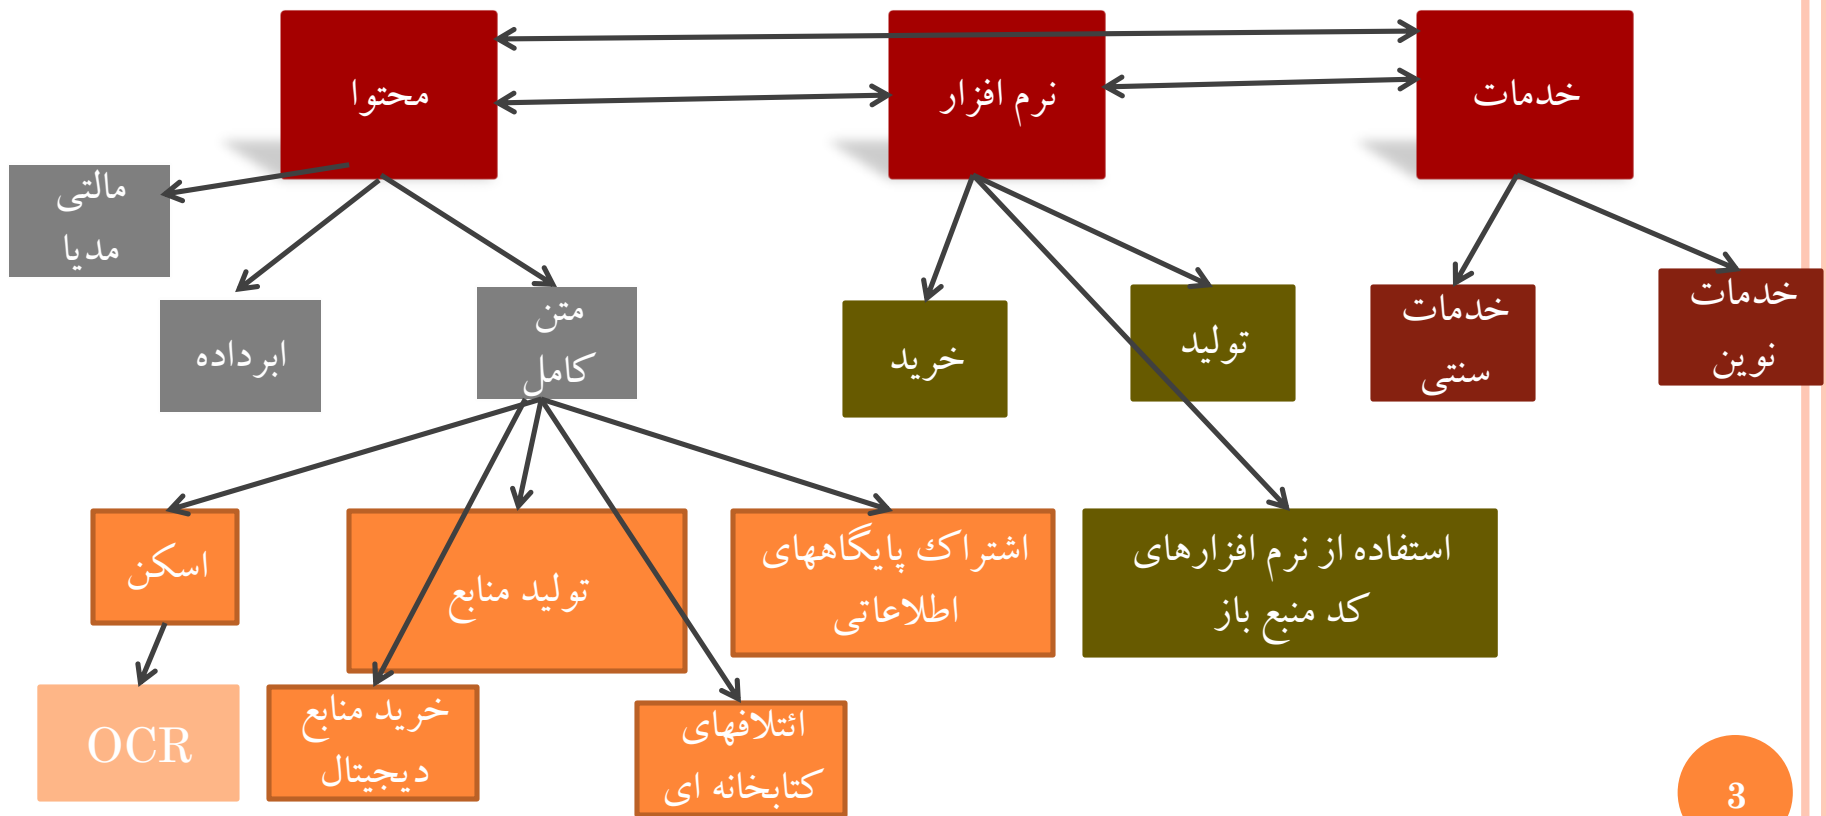 خدمات
نرم افزار
محتوا
مالتی
مدیا
خدمات
نوین
خدمات
سنتی
تولید
خرید
متن
کامل
ابرداده
استفاده از نرم افزارهای
کد منبع باز
اشتراک پایگاههای
اطلاعاتی
تولید منابع
اسکن
ائتلافهای
کتابخانه ای
خرید منابع
دیجیتال
OCR
3